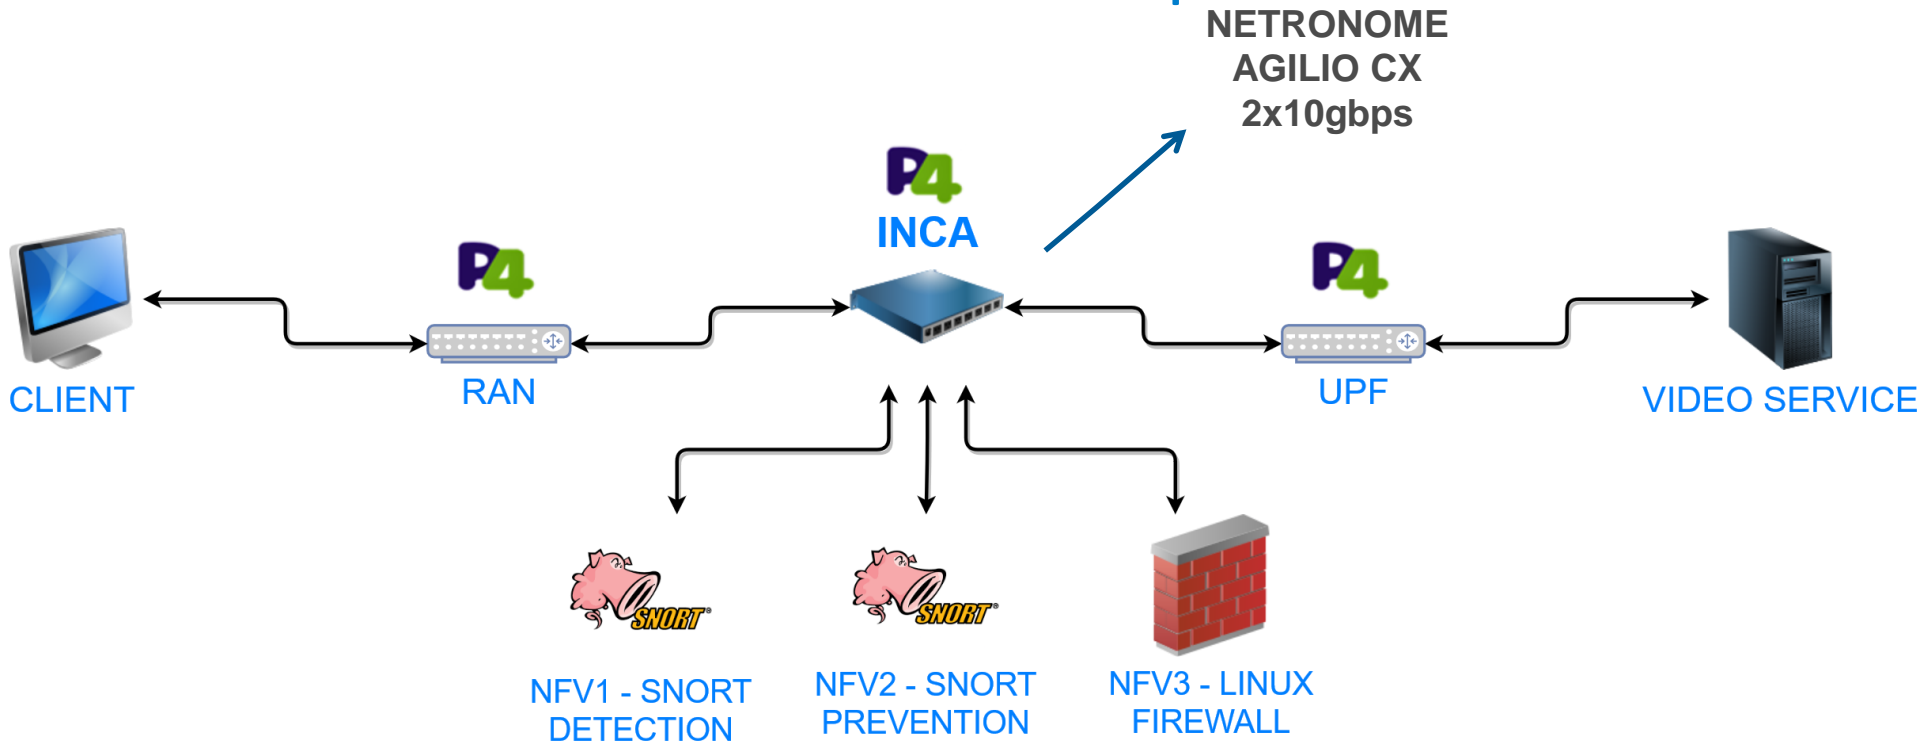 NETRONOME
AGILIO CX
2x10gbps
P4
INCA
P4
P4
CLIENT
RAN
UPF
VIDEO SERVICE
SNORT®
SNORT®
NFV1 - SNORT
DETECTION
NFV2 - SNORT
PREVENTION
NFV3 - LINUX
FIREWALL